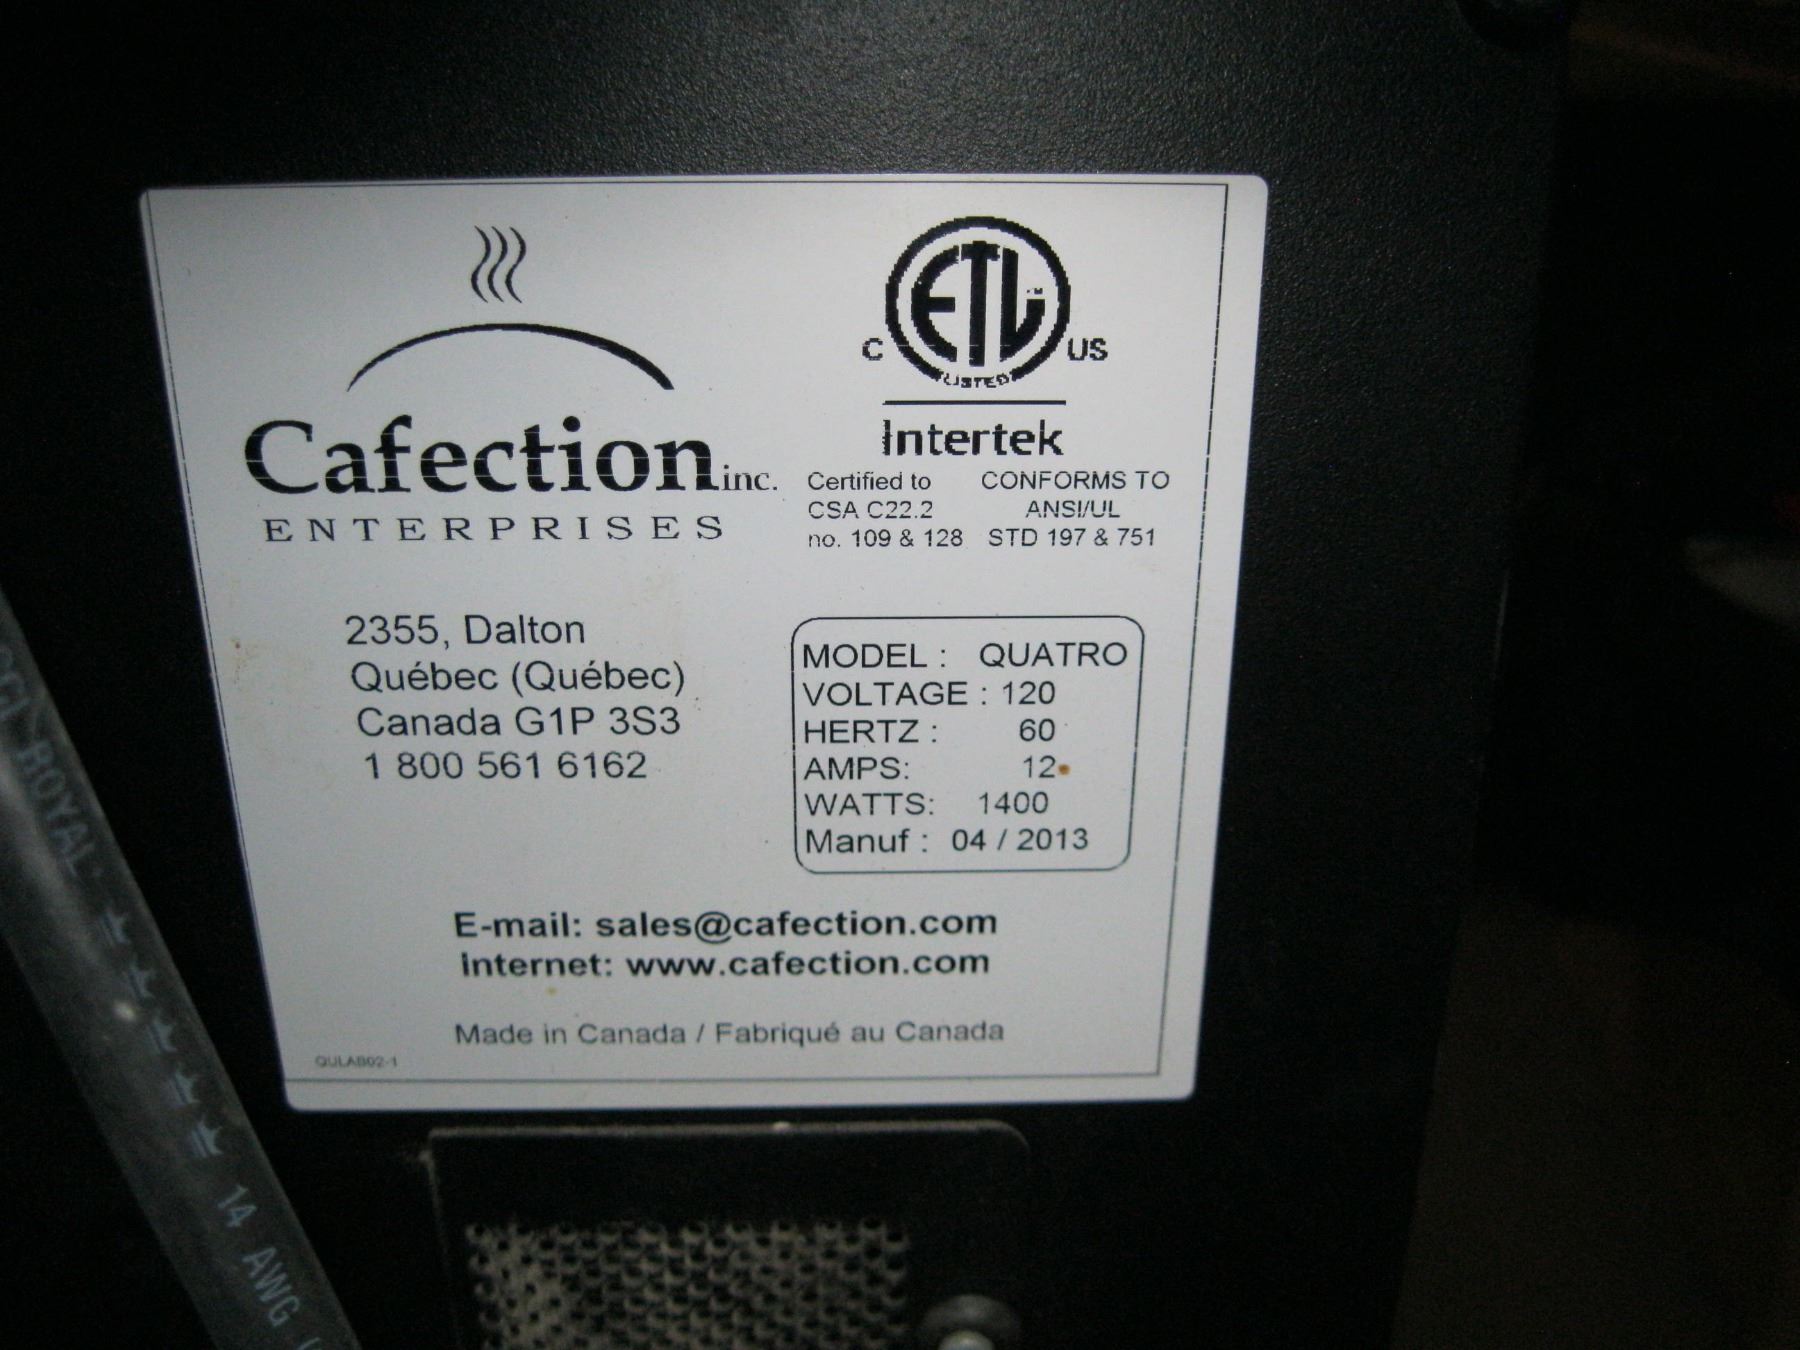 Cafection inc.
ENTERPRISES
ETL
C US
LISTED
Intertek
Certified to
CSA C22.2
no. 109 & 128
CONFORMS TO
ANSI/UL
STD 197 & 751
2355, Dalton
Québec (Québec)
Canada G1P 3S3
1 800 561 6162
MODEL : QUATRO
VOLTAGE : 120
HERTZ : 60
AMPS: 12
WATTS: 1400
Manuf : 04 / 2013
E-mail: sales@cafection.com
Internet: www.cafection.com
Made in Canada / Fabriqué au Canada
QULAB02-1
ROYAL 14 AWG